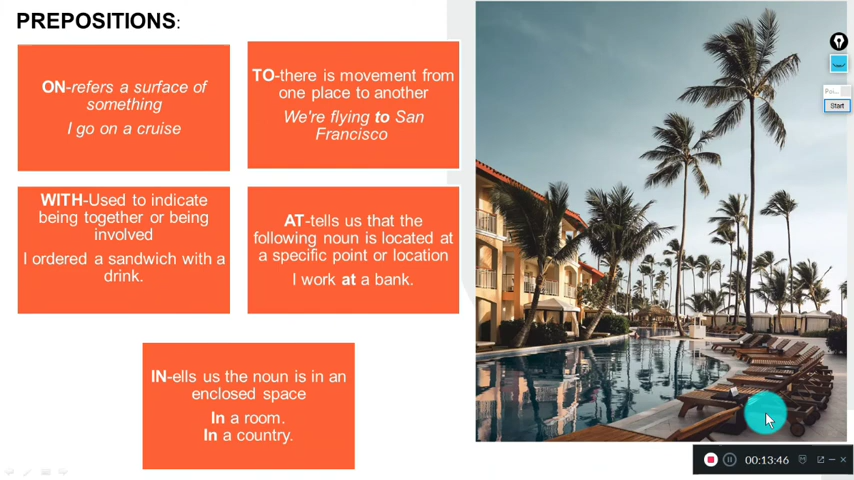 PREPOSITIONS:
ON-refers a surface of
something
I go on a cruise
TO-there is movement from
one place to another
We're flying to San
Francisco
WITH-Used to indicate
being together or being
involved
I ordered a sandwich with a
drink.
AT-tells us that the
following noun is located at
a specific point or location
I work at a bank.
IN-ells us the noun is in an
enclosed space
In a room.
In a country.
Poi...
Start
00:13:46